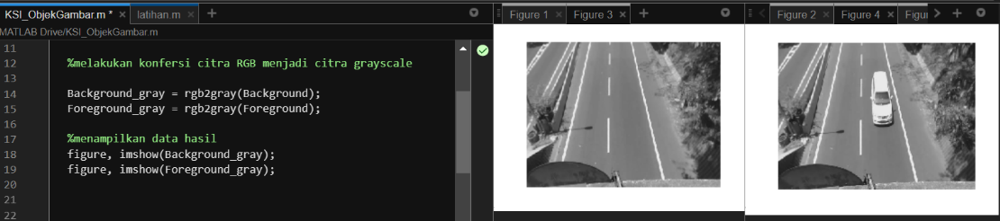 KSI_ObjekGambar.m * × latihan.m × +
MATLAB Drive/KSI_ObjekGambar.m
11
12 %melakukan konfersi citra RGB menjadi citra grayscale
13
14 Background_gray = rgb2gray(Background);
15 Foreground_gray = rgb2gray(Foreground);
16
17 %menampilkan data hasil
18 figure, imshow(Background_gray);
19 figure, imshow(Foreground_gray);
20
21
22
Figure 1 × Figure 3 × +
Figure 2 × Figure 4 × Figu